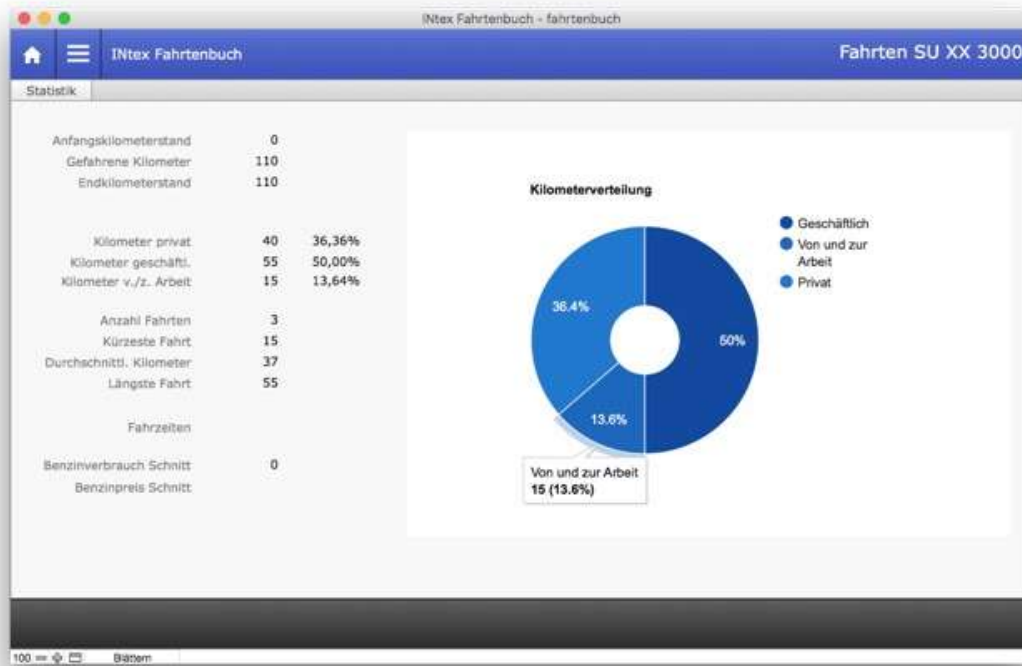 INtex Fahrtenbuch - fahrtenbuch
INtex Fahrtenbuch
Fahrten SU XX 3000
Statistik
Anfangskilometerstand 0
Gefahrene Kilometer 110
Endkilometerstand 110
Kilometer privat 40 36,36%
Kilometer geschäftl. 55 50,00%
Kilometer v./z. Arbeit 15 13,64%
Anzahl Fahrten 3
Kürzeste Fahrt 15
Durchschnittl. Kilometer 37
Längste Fahrt 55
Fahrzeiten
Benzinverbrauch Schnitt 0
Benzinpreis Schnitt
Kilometerverteilung
Geschäftlich
Von und zur
Arbeit
Privat
36.4%
50%
13.6%
Von und zur Arbeit
15 (13.6%)
100
Blättern